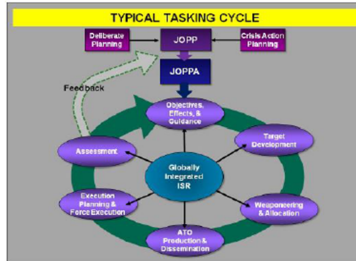 TYPICAL TASKING CYCLE
Deliberate
Planning
JOPP
Crisis Action
Planning
JOPPA
Feedback
Objectives,
Effects, &
Guidance
Assessment
Target
Development
Globally
Integrated
ISR
Execution
Planning &
Force Execution
Weaponeering
& Allocation
ATO
Production &
Dissemination